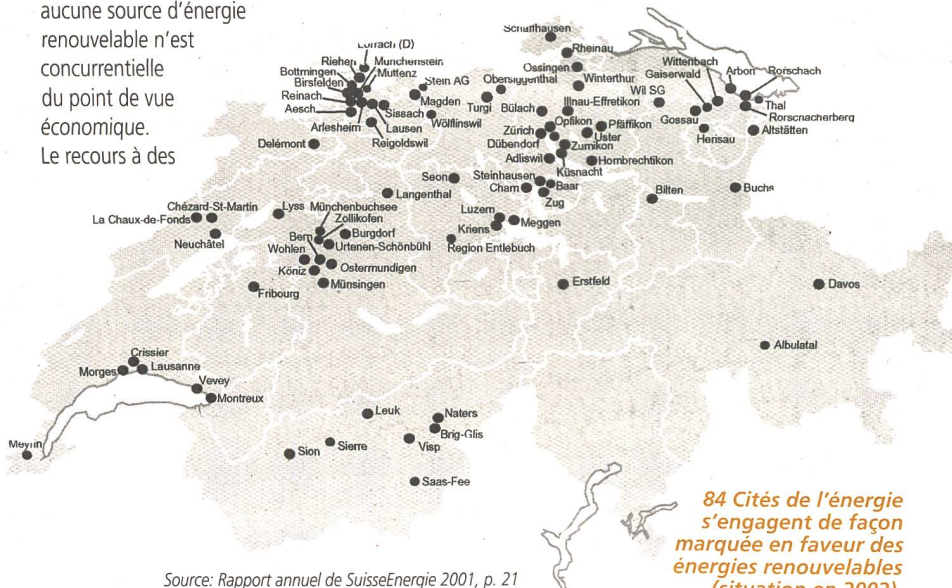 aucune source d'énergie
renouvelable n'est
concurrentielle
du point de vue
économique.
Le recours à des
Schaffhausen
Rheinau
Ossingen
Winterthur
Lörrach (D)
Riehen
Münchenstein
Bottmingen
Muttenz
Birsfelden
Reinach
Aesch
Arlesheim
Sissach
Lausen
Reigoldswil
Stein AG
Magden
Wölflinswil
Obersiggenthal
Turgi
Bülach
Illnau-Effretikon
Opfikon
Pfäffikon
Zürich
Uster
Dübendorf
Zumikon
Adliswil
Küsnacht
Hombrechtikon
Wittenbach
Gaiserwald
Arbon
Rorschach
Wil SG
Thal
Gossau
Rorschacherberg
Herisau
Altstätten
Delémont
Seon
Steinhausen
Cham
Baar
Zug
Langenthal
Bilten
Buchs
Chézard-St-Martin
La Chaux-de-Fonds
Neuchâtel
Lyss
Münchenbuchsee
Zollikofen
Bern
Burgdorf
Wohlen
Urtenen-Schönbühl
Köniz
Ostermundigen
Münsingen
Fribourg
Luzern
Kriens
Meggen
Region Entlebuch
Erstfeld
Davos
Albulatal
Crissier
Morges
Lausanne
Vevey
Montreux
Meyrin
Leuk
Naters
Brig-Glis
Sion
Sierre
Visp
Saas-Fee
84 Cités de l'énergie
s'engagent de façon
marquée en faveur des
énergies renouvelables
(situation en 2002).
Source: Rapport annuel de SuisseEnergie 2001, p. 21